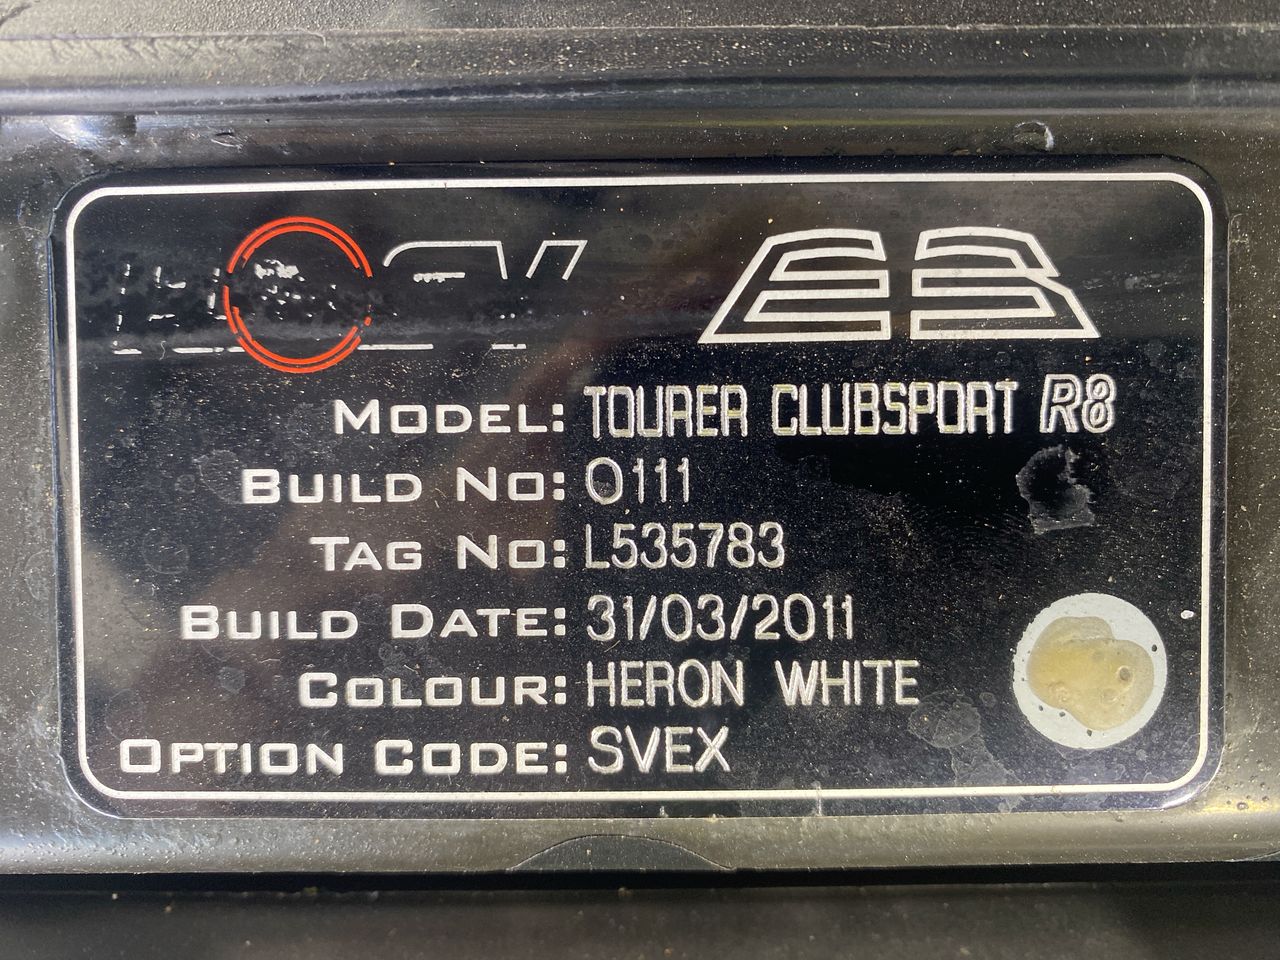 E3
MODEL: TOURER CLUBSPORT R8
BUILD NO: 0111
TAG NO: L535783
BUILD DATE: 31/03/2011
COLOUR: HERON WHITE
OPTION CODE: SVEX